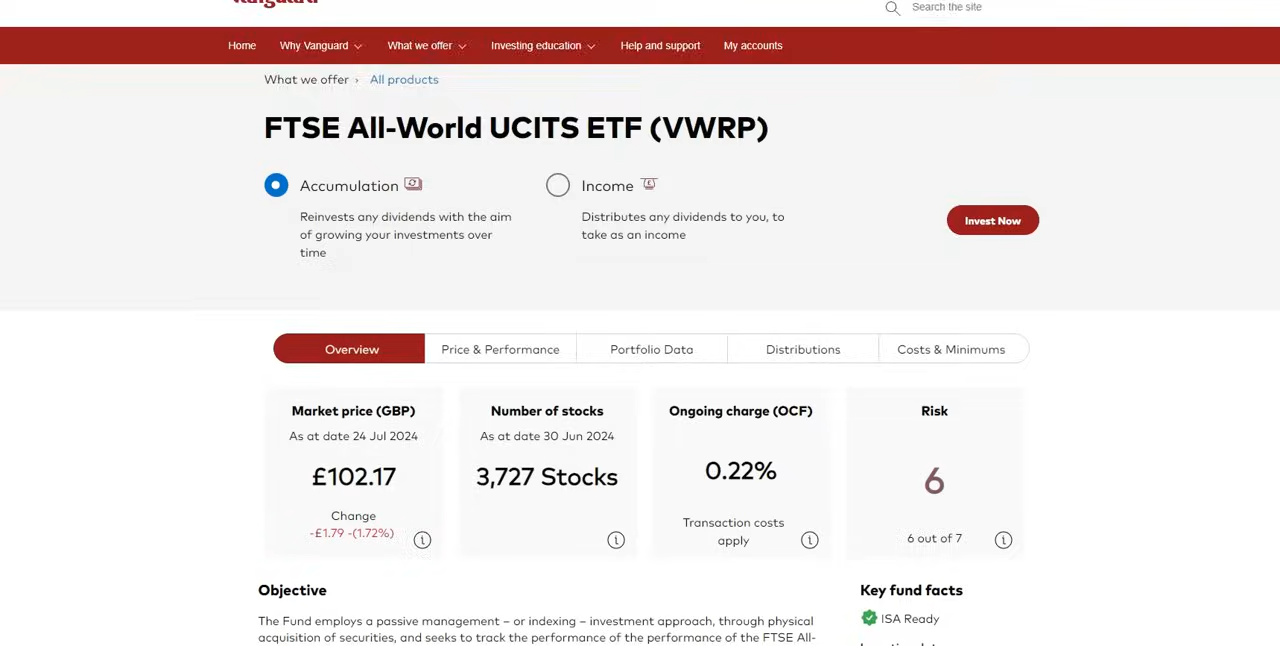 Vanguard
Search the site
Home Why Vanguard What we offer Investing education Help and support My accounts
What we offer › All products
FTSE All-World UCITS ETF (VWRP)
Accumulation
Reinvests any dividends with the aim
of growing your investments over
time
Income
Distributes any dividends to you, to
take as an income
Invest Now
Overview Price & Performance Portfolio Data Distributions Costs & Minimums
Market price (GBP)
As at date 24 Jul 2024
£102.17
Change
-£1.79 -(1.72%)
Number of stocks
As at date 30 Jun 2024
3,727 Stocks
Ongoing charge (OCF)
0.22%
Transaction costs
apply
Risk
6
6 out of 7
Objective
The Fund employs a passive management – or indexing – investment approach, through physical
acquisition of securities, and seeks to track the performance of the performance of the FTSE All-
Key fund facts
ISA Ready